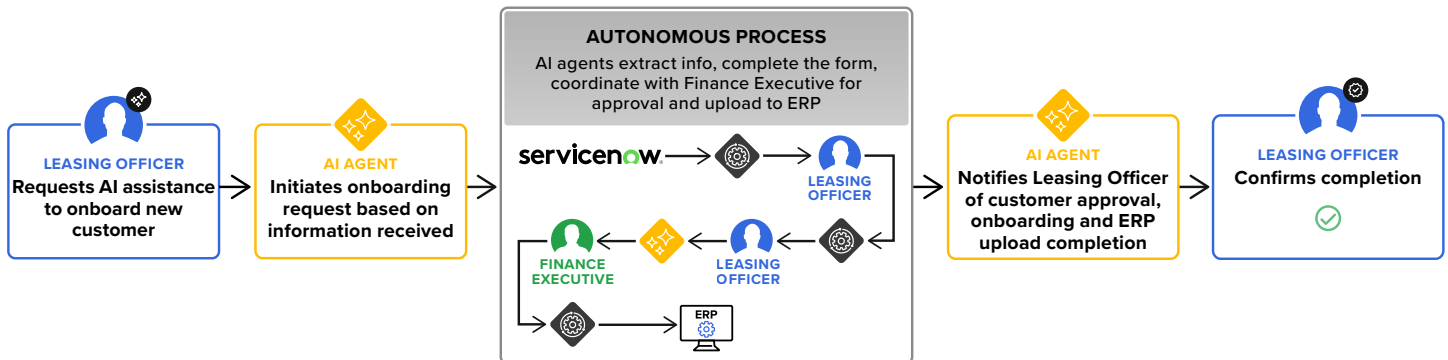 LEASING OFFICER
Requests AI assistance
to onboard new
customer
AI AGENT
Initiates onboarding
request based on
information received
AUTONOMOUS PROCESS
AI agents extract info, complete the form,
coordinate with Finance Executive for
approval and upload to ERP
servicenow
LEASING
OFFICER
LEASING
OFFICER
FINANCE
EXECUTIVE
ERP
AI AGENT
Notifies Leasing Officer
of customer approval,
onboarding and ERP
upload completion
LEASING OFFICER
Confirms completion